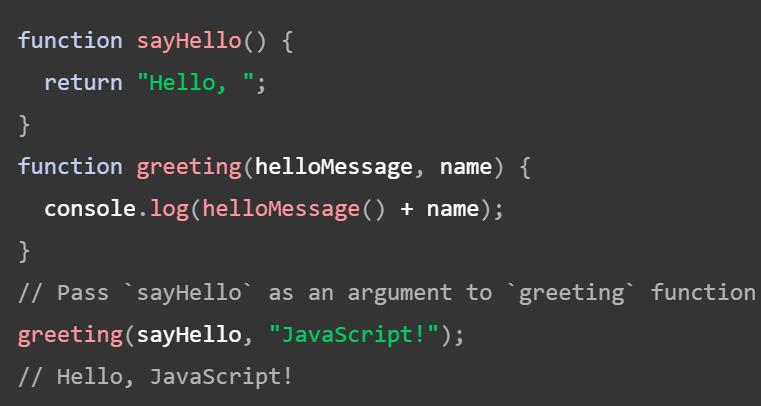 function sayHello() {
  return "Hello, ";
}
function greeting(helloMessage, name) {
  console.log(helloMessage() + name);
}
// Pass `sayHello` as an argument to `greeting` function
greeting(sayHello, "JavaScript!");
// Hello, JavaScript!